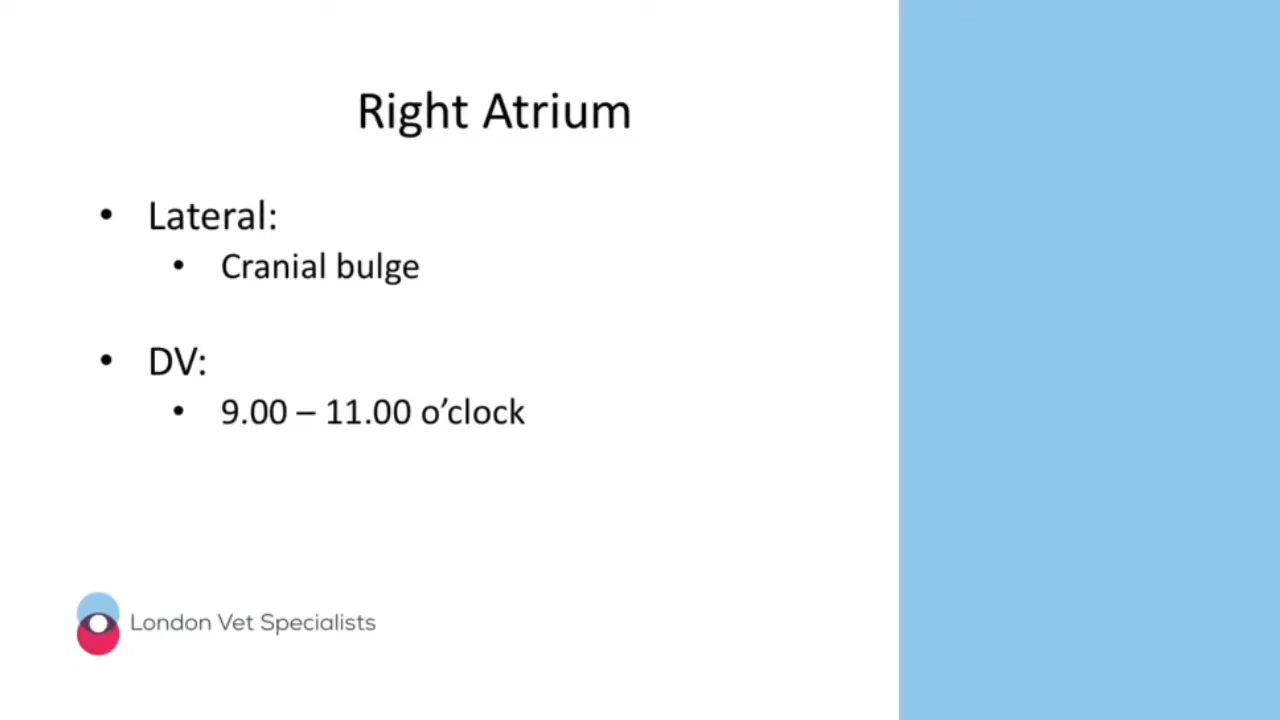 Right Atrium
• Lateral:
• Cranial bulge
• DV:
• 9.00 – 11.00 o’clock
London Vet Specialists